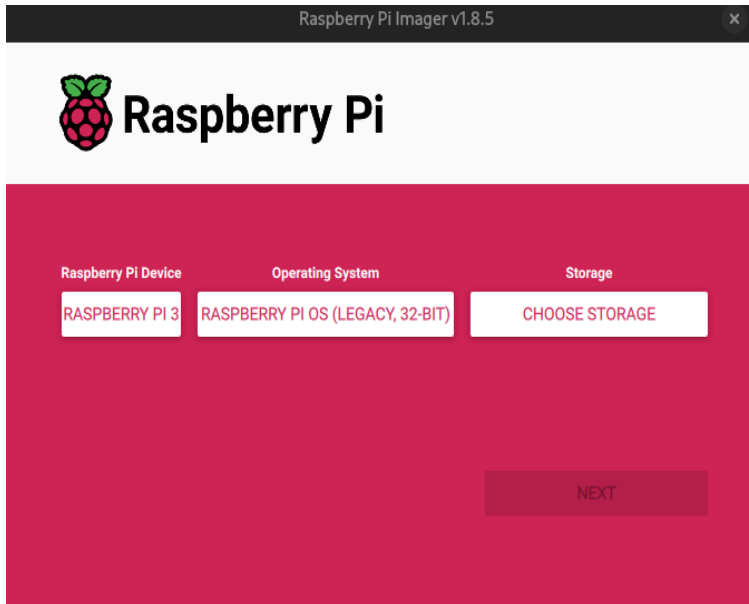 Raspberry Pi Imager v1.8.5
Raspberry Pi
Raspberry Pi Device
Operating System
Storage
RASPBERRY PI 3
RASPBERRY PI OS (LEGACY, 32-BIT)
CHOOSE STORAGE
NEXT